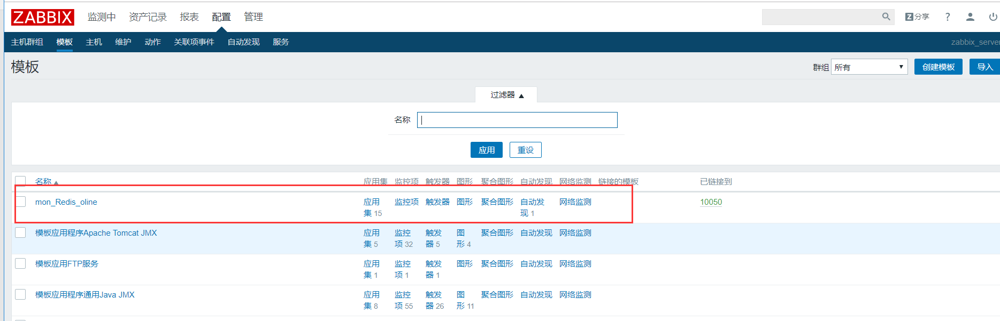 ZABBIX 监测中 资产记录 报表 配置 管理 Z 分享 ?
主机群组 模板 主机 维护 动作 关联项事件 自动发现 服务 zabbix_server
模板 群组 所有 创建模板 导入
过滤器
名称
应用 重设
名称 应用集 监控项 触发器 图形 聚合图形 自动发现 网络监测 链接的模板 已链接到
mon_Redis_oline 应用 监控项 触发器 图形 聚合图形 自动发 网络监测 10050
集 15 现 1
模板应用程序Apache Tomcat JMX 应用 监控 触发 图 聚合图形 自动发现 网络监测
集 5 项 32 器 5 形 4
模板应用FTP服务 应用 监控 触发 图形 聚合图形 自动发现 网络监测
集 1 项 1 器 1
模板应用程序通用Java JMX 应用 监控 触发 图 聚合图形 自动发现 网络监测
集 8 项 55 器 26 形 11